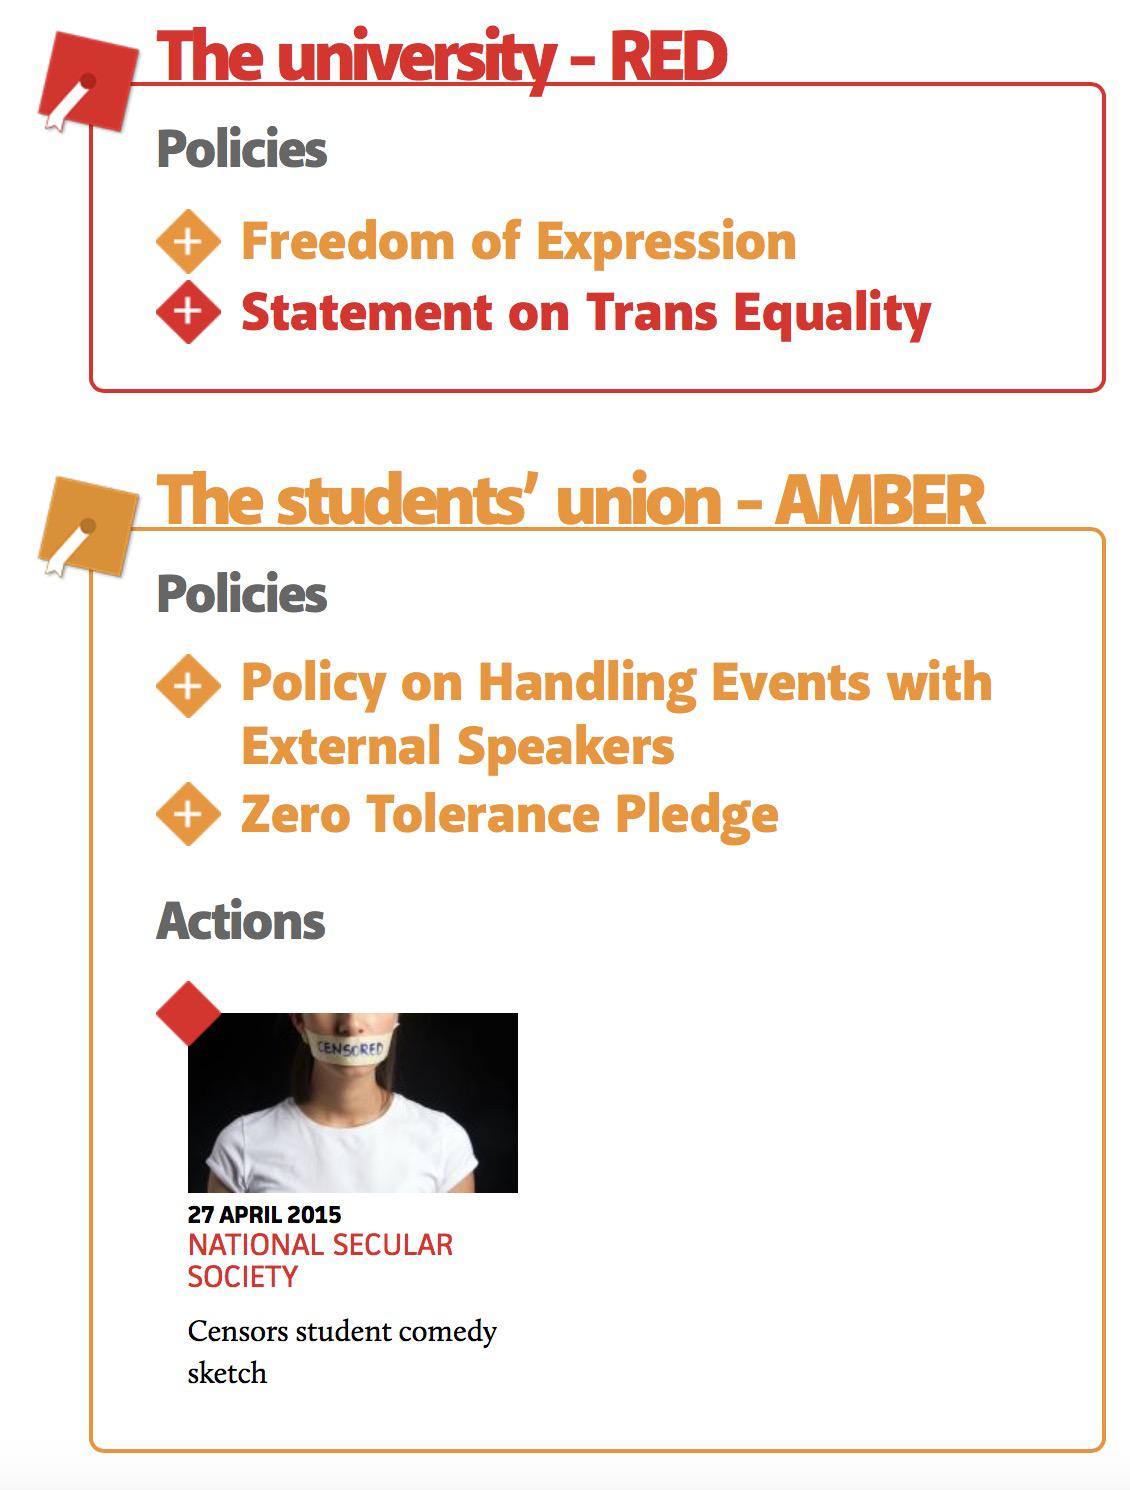 The university – RED
Policies
Freedom of Expression
Statement on Trans Equality
The students’ union – AMBER
Policies
Policy on Handling Events with
External Speakers
Zero Tolerance Pledge
Actions
CENSORED
27 APRIL 2015
NATIONAL SECULAR
SOCIETY
Censors student comedy
sketch